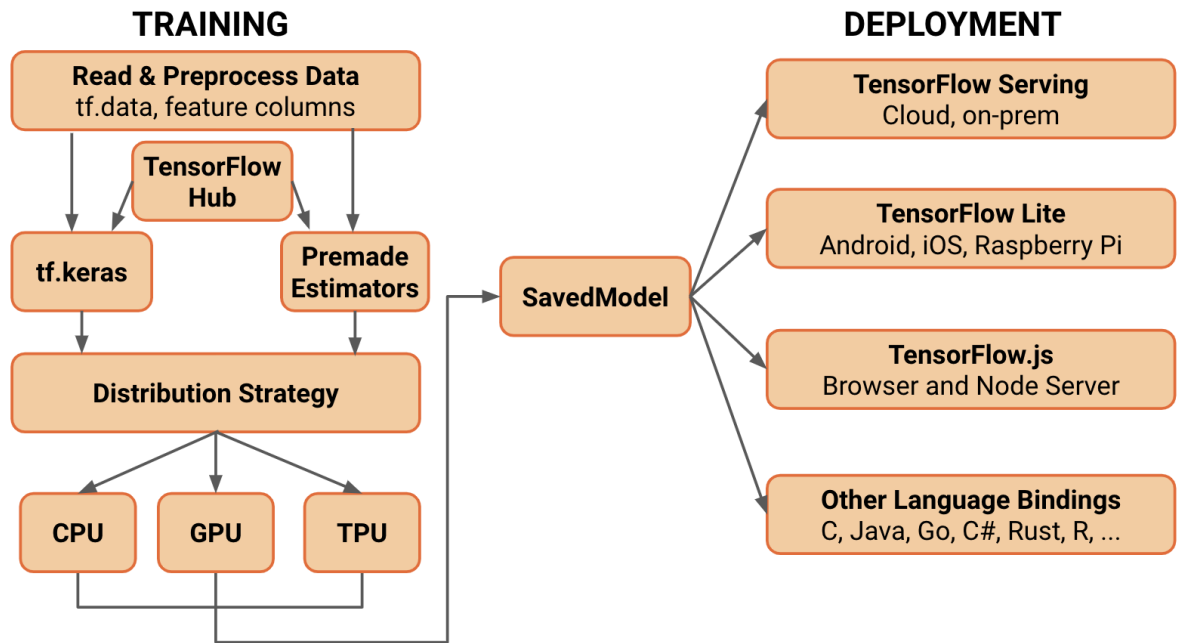 TRAINING
Read & Preprocess Data
tf.data, feature columns
TensorFlow
Hub
tf.keras
Premade
Estimators
Distribution Strategy
CPU
GPU
TPU
SavedModel
DEPLOYMENT
TensorFlow Serving
Cloud, on-prem
TensorFlow Lite
Android, iOS, Raspberry Pi
TensorFlow.js
Browser and Node Server
Other Language Bindings
C, Java, Go, C#, Rust, R, ...